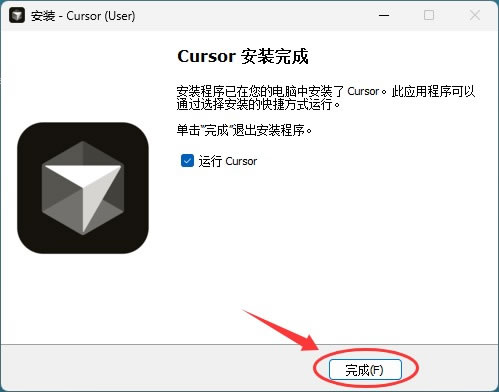 安装 - Cursor (User)
Cursor 安装完成
安装程序已在您的电脑中安装了 Cursor。此应用程序可以
通过选择安装的快捷方式运行。
单击“完成”退出安装程序。
运行 Cursor
完成(F)